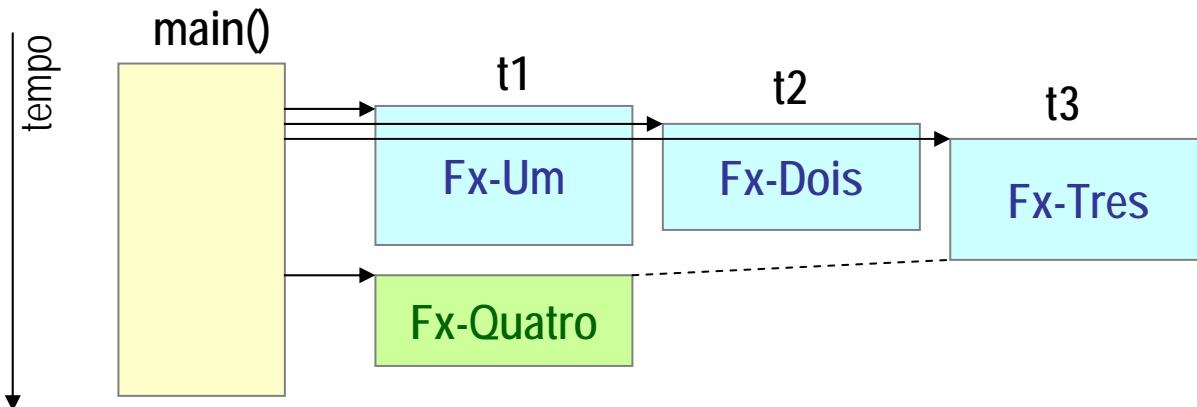 main()
tempo
t1
t2
t3
Fx-Um
Fx-Dois
Fx-Tres
Fx-Quatro